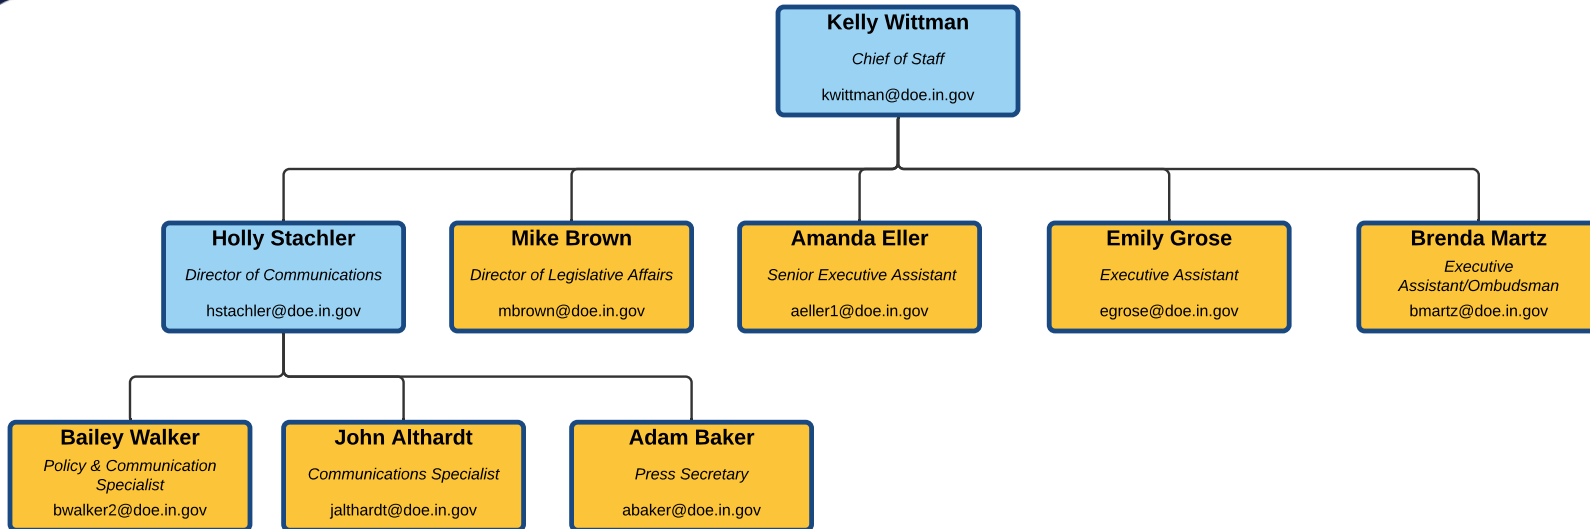 Kelly Wittman
Chief of Staff
kwittman@doe.in.gov
Holly Stachler
Director of Communications
hstachler@doe.in.gov
Mike Brown
Director of Legislative Affairs
mbrown@doe.in.gov
Amanda Eller
Senior Executive Assistant
aeller1@doe.in.gov
Emily Grose
Executive Assistant
egrose@doe.in.gov
Brenda Martz
Executive
Assistant/Ombudsman
bmartz@doe.in.gov
Bailey Walker
Policy & Communication
Specialist
bwalker2@doe.in.gov
John Althardt
Communications Specialist
jalthardt@doe.in.gov
Adam Baker
Press Secretary
abaker@doe.in.gov